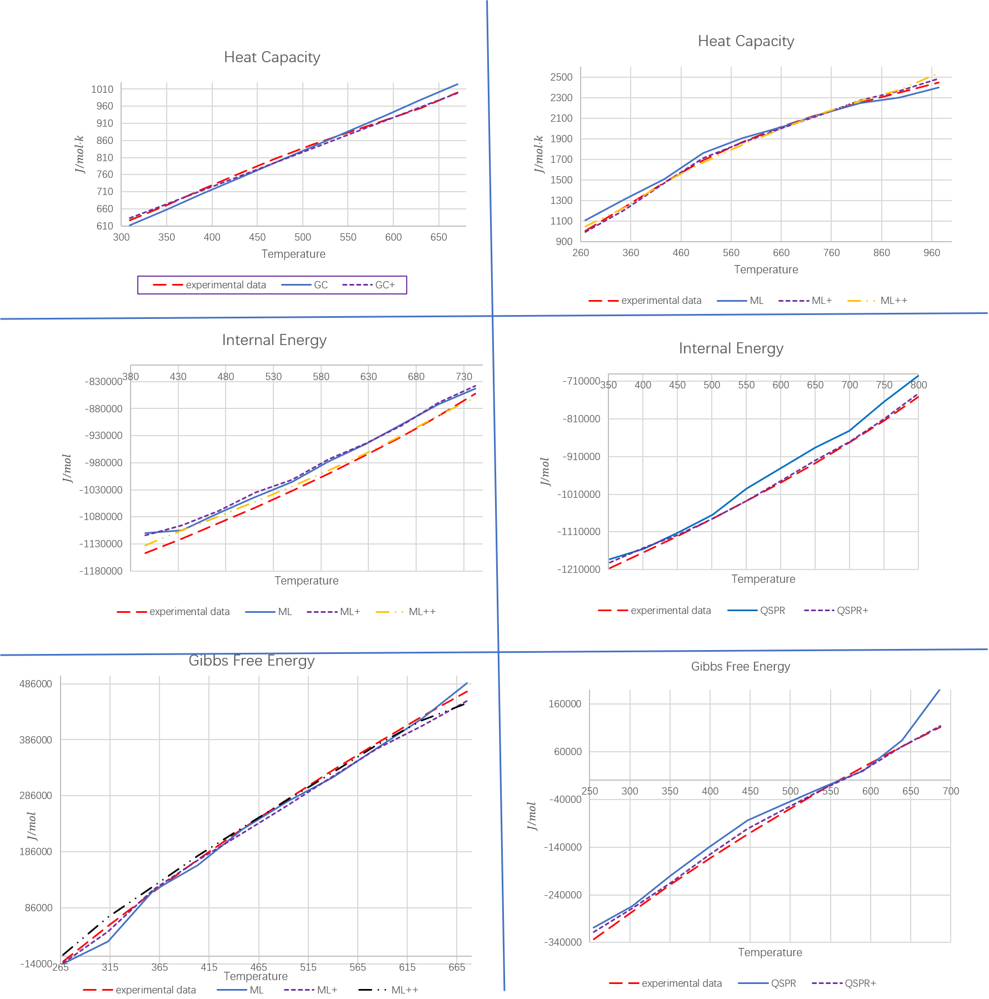 Heat Capacity
1010
960
910
860
810
760
710
660
610
J/mol·k
300 350 400 450 500 550 600 650
Temperature
experimental data GC GC+
Heat Capacity
2500
2300
2100
1900
1700
1500
1300
1100
900
J/mol·k
260 360 460 560 660 760 860 960
Temperature
experimental data ML ML+ ML++
Internal Energy
380 430 480 530 580 630 680 730
-830000
-880000
-930000
-980000
-1030000
-1080000
-1130000
-1180000
J/mol
Temperature
experimental data ML ML+ ML++
Internal Energy
350 400 450 500 550 600 650 700 750 800
-710000
-810000
-910000
-1010000
-1110000
-1210000
J/mol
Temperature
experimental data QSPR QSPR+
Gibbs Free Energy
486000
386000
286000
186000
86000
-14000
J/mol
265 315 365 415 465 515 565 615 665
Temperature
experimental data ML ML+ ML++
Gibbs Free Energy
160000
60000
-40000
-140000
-240000
-340000
J/mol
250 300 350 400 450 500 550 600 650 700
Temperature
experimental data QSPR QSPR+